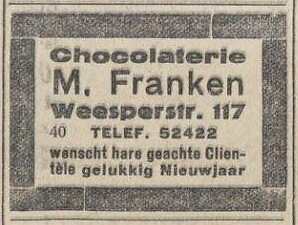 Chocolaterie
M. Franken
Weesperstr. 117
40 TELEF. 52422
wenscht hare geachte Clien-
tèle gelukkig Nieuwjaar